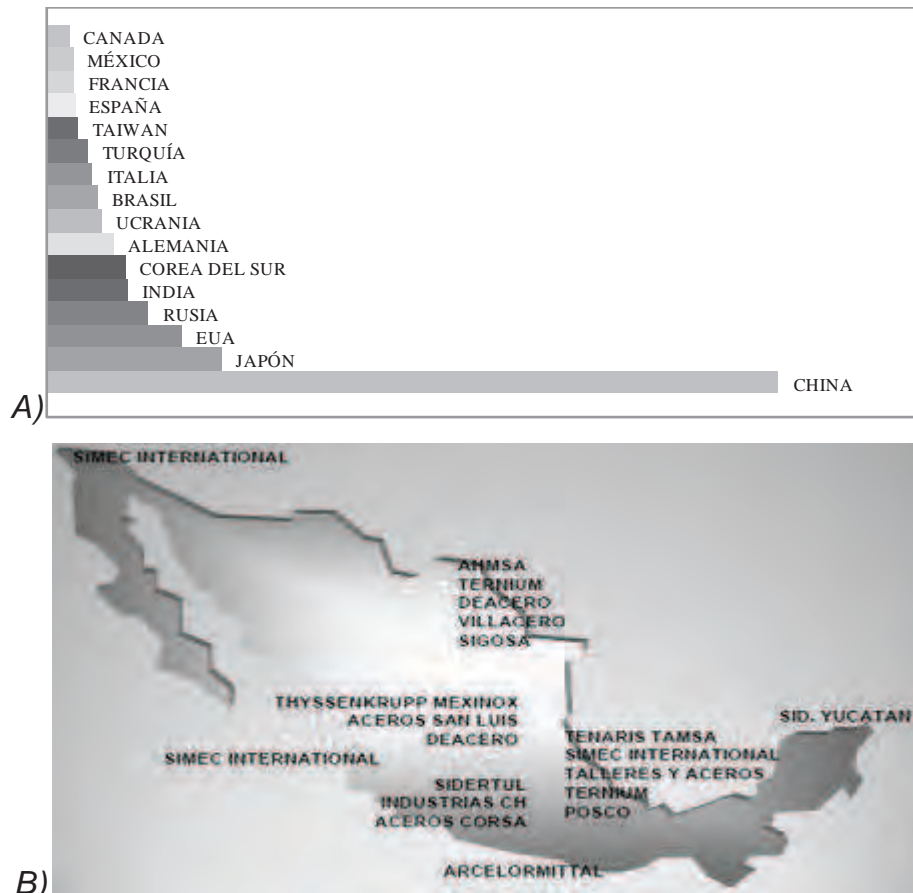 CANADA
MÉXICO
FRANCIA
ESPAÑA
TAIWAN
TURQUÍA
ITALIA
BRASIL
UCRANIA
ALEMANIA
COREA DEL SUR
INDIA
RUSIA
EUA
JAPÓN
CHINA
A)
SIMEC INTERNATIONAL
AHMSA
TERNIUM
DEACERO
VILLACERO
SIGOSA
THYSSENKRUPP MEXINOX
ACEROS SAN LUIS
DEACERO
SIMEC INTERNATIONAL
SIDERTUL
INDUSTRIAS CH
ACEROS CORSA
TENARIS TAMSA
SIMEC INTERNATIONAL
TALLERES Y ACEROS
TERNIUM
POSCO
SID. YUCATAN
ARCELORMITTAL
B)